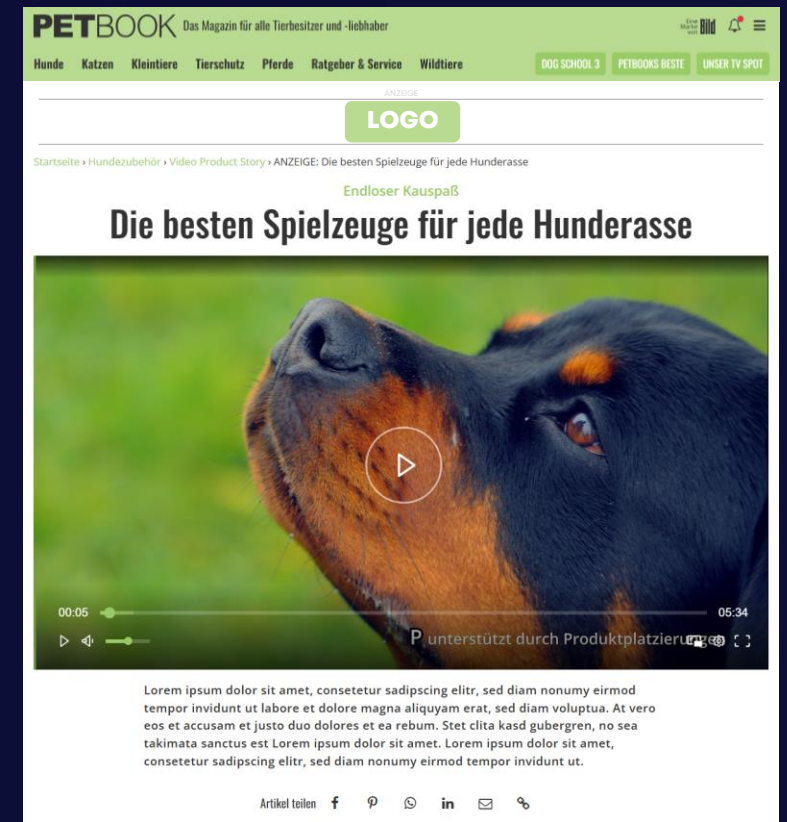 PETBOOK Das Magazin für alle Tierbesitzer und -liebhaber
Eine Marke von Bild
Hunde Katzen Kleintiere Tierschutz Pferde Ratgeber & Service Wildtiere DOG SCHOOL 3 PETBOOKS BESTE UNSER TV SPOT
ANZEIGE
LOGO
Startseite › Hundezubehör › Video Product Story › ANZEIGE: Die besten Spielzeuge für jede Hunderasse
Endloser Kauspaß
Die besten Spielzeuge für jede Hunderasse
00:05 05:34
P unterstützt durch Produktplatzierungen
Lorem ipsum dolor sit amet, consetetur sadipscing elitr, sed diam nonumy eirmod
tempor invidunt ut labore et dolore magna aliquyam erat, sed diam voluptua. At vero
eos et accusam et justo duo dolores et ea rebum. Stet clita kasd gubergren, no sea
takimata sanctus est Lorem ipsum dolor sit amet. Lorem ipsum dolor sit amet,
consetetur sadipscing elitr, sed diam nonumy eirmod tempor invidunt ut.
Artikel teilen